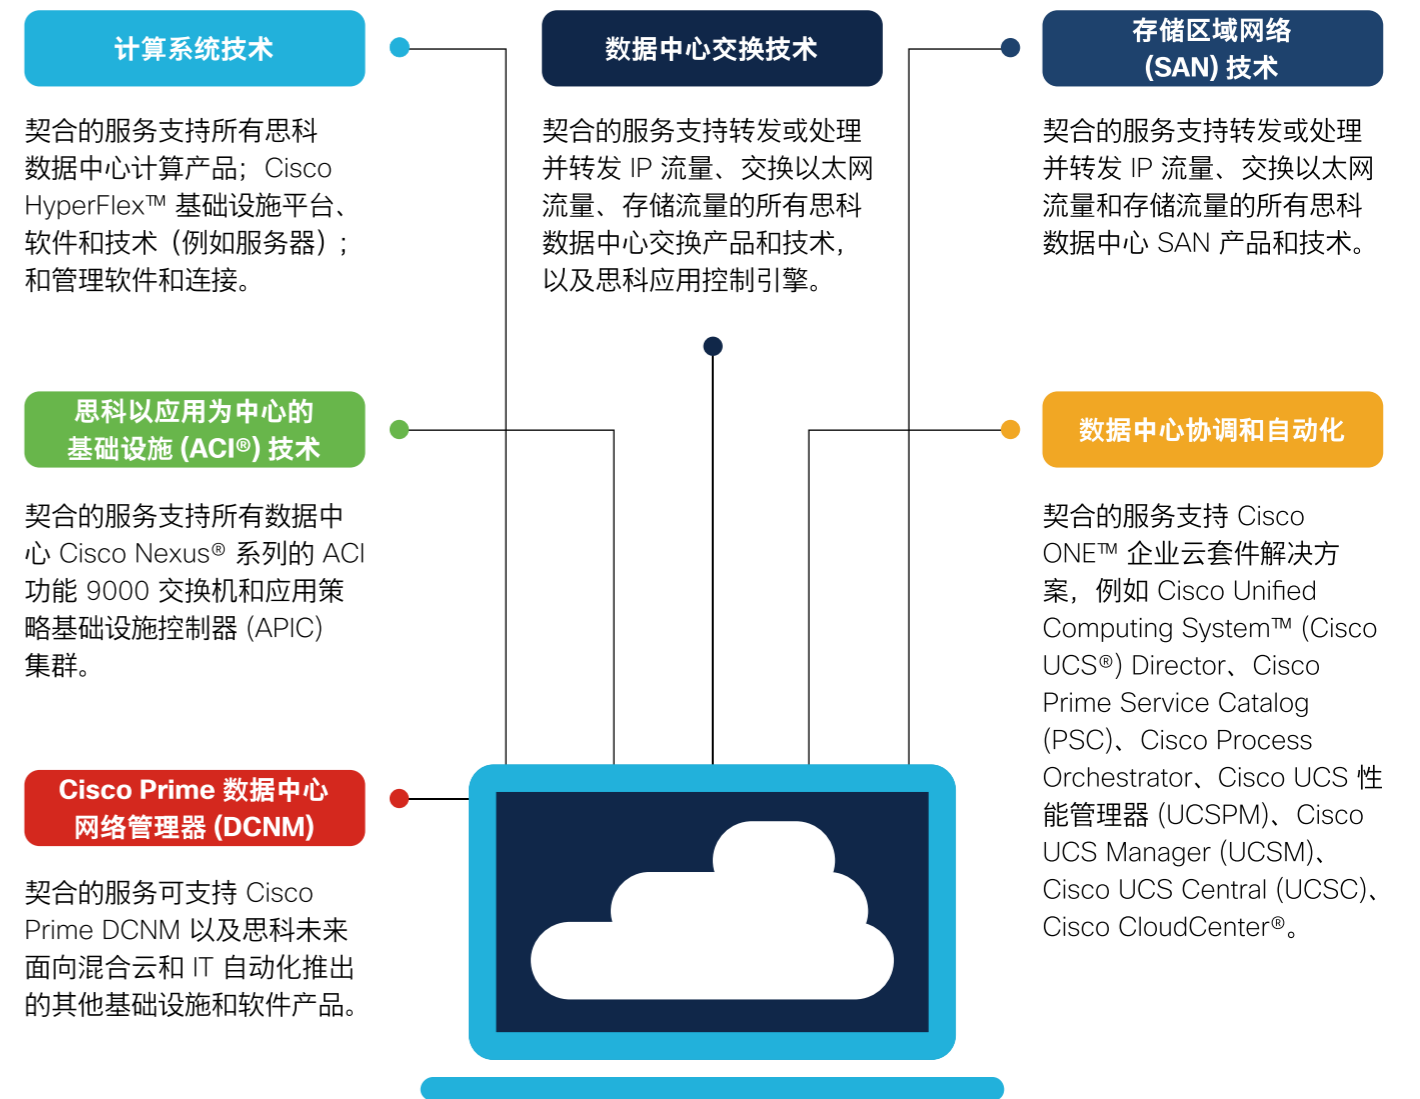 计算系统技术
契合的服务支持所有思科
数据中心计算产品；Cisco
HyperFlex™ 基础设施平台、
软件和技术（例如服务器）；
和管理软件和连接。
数据中心交换技术
契合的服务支持转发或处理
并转发 IP 流量、交换以太网
流量、存储流量的所有思科
数据中心交换产品和技术，
以及思科应用控制引擎。
存储区域网络
(SAN) 技术
契合的服务支持转发或处理
并转发 IP 流量、交换以太网
流量和存储流量的所有思科
数据中心 SAN 产品和技术。
思科以应用为中心的
基础设施 (ACI®) 技术
契合的服务支持所有数据中
心 Cisco Nexus® 系列的 ACI
功能 9000 交换机和应用策
略基础设施控制器 (APIC)
集群。
数据中心协调和自动化
契合的服务支持 Cisco
ONE™ 企业云套件解决方
案，例如 Cisco Unified
Computing System™ (Cisco
UCS®) Director、Cisco
Prime Service Catalog
(PSC)、Cisco Process
Orchestrator、Cisco UCS 性
能管理器 (UCSPM)、Cisco
UCS Manager (UCSM)、
Cisco UCS Central (UCSC)、
Cisco CloudCenter®。
Cisco Prime 数据中心
网络管理器 (DCNM)
契合的服务可支持 Cisco
Prime DCNM 以及思科未来
面向混合云和 IT 自动化推出
的其他基础设施和软件产品。